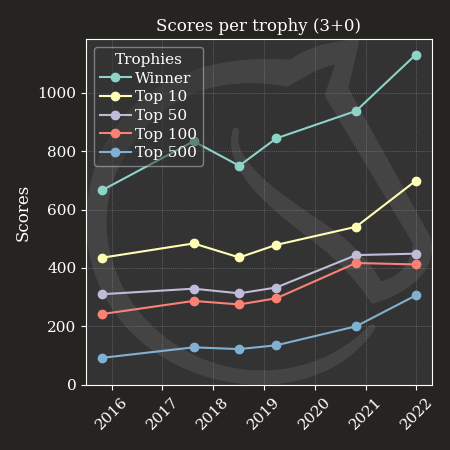 Scores per trophy (3+0)
Trophies
Winner
Top 10
Top 50
Top 100
Top 500
Scores
1000
800
600
400
200
0
2016 2017 2018 2019 2020 2021 2022